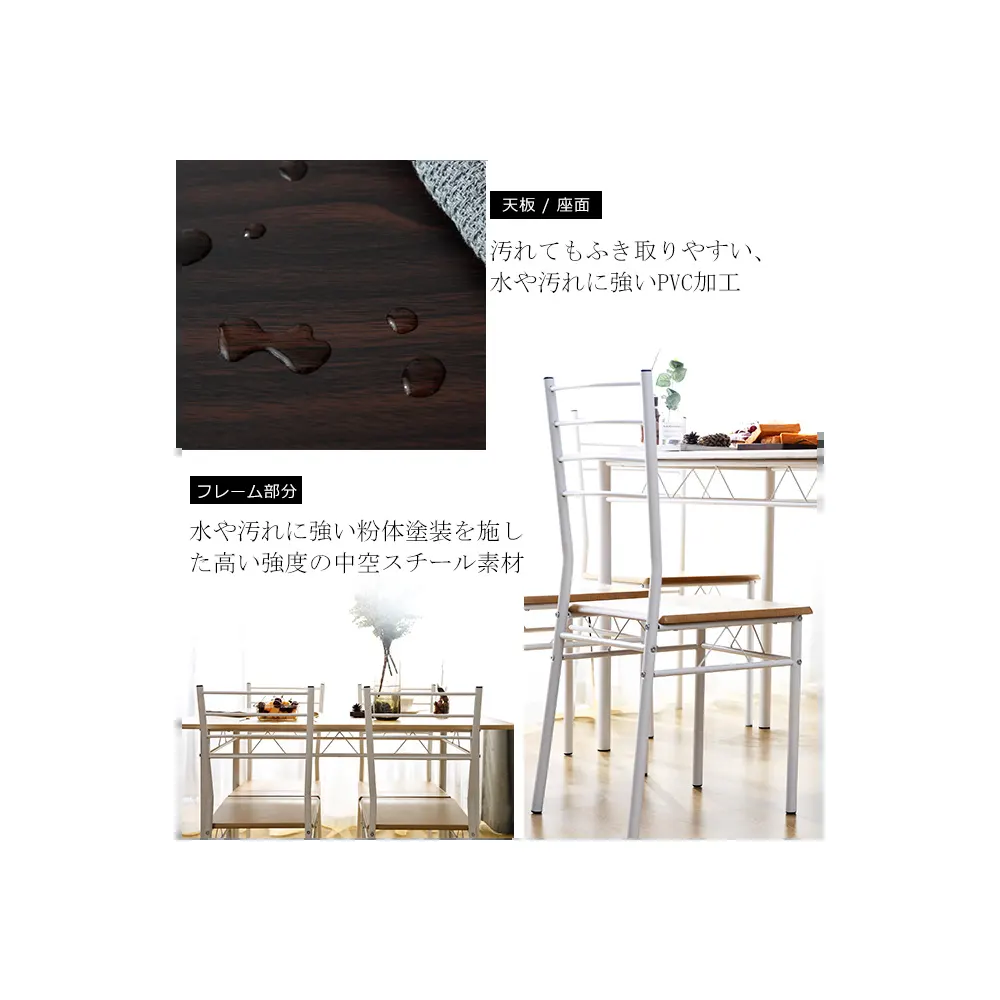 天板 / 座面
汚れてもふき取りやすい、
水や汚れに強いPVC加工
フレーム部分
水や汚れに強い粉体塗装を施し
た高い強度の中空スチール素材